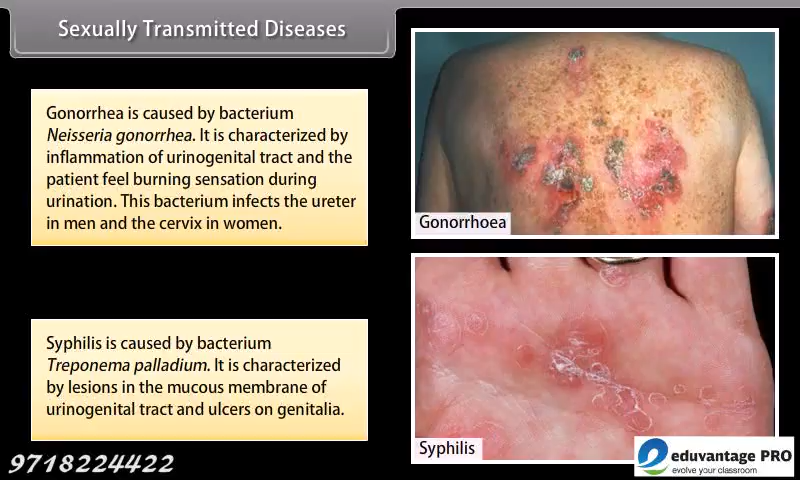 Sexually Transmitted Diseases
Gonorrhea is caused by bacterium
Neisseria gonorrhea. It is characterized by
inflammation of urinogenital tract and the
patient feel burning sensation during
urination. This bacterium infects the ureter
in men and the cervix in women.
Gonorrhoea
Syphilis is caused by bacterium
Treponema palladium. It is characterized
by lesions in the mucous membrane of
urinogenital tract and ulcers on genitalia.
Syphilis
9718224422
eduvantage PRO
evolve your classroom